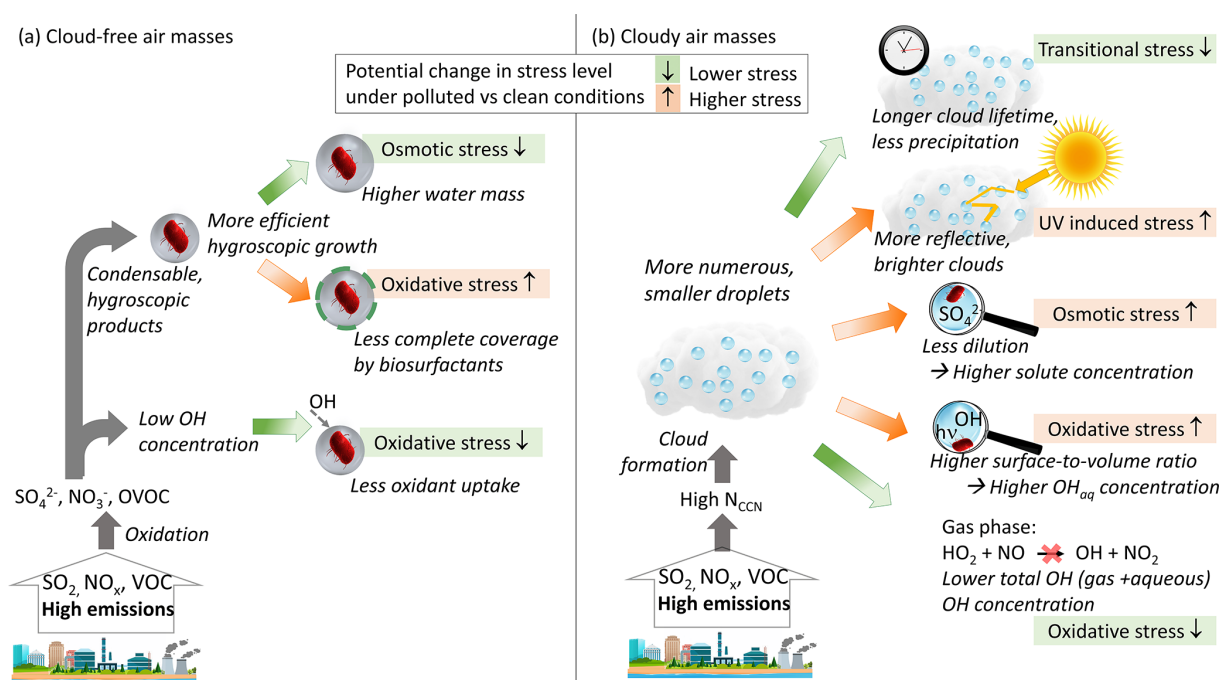 (a) Cloud-free air masses
Potential change in stress level
under polluted vs clean conditions
↓ Lower stress
↑ Higher stress
Osmotic stress ↓
Higher water mass
More efficient
hygroscopic growth
Condensable,
hygroscopic
products
Oxidative stress ↑
Less complete coverage
by biosurfactants
Low OH
concentration
OH
Oxidative stress ↓
Less oxidant uptake
SO₄²⁻, NO₃⁻, OVOC
Oxidation
SO₂, NOₓ, VOC
High emissions
(b) Cloudy air masses
Transitional stress ↓
Longer cloud lifetime,
less precipitation
UV induced stress ↑
More reflective,
brighter clouds
More numerous,
smaller droplets
SO₄²⁻
Osmotic stress ↑
Less dilution
→ Higher solute concentration
OH
hν
Oxidative stress ↑
Higher surface-to-volume ratio
→ Higher OHaq concentration
Cloud
formation
High NCCN
Gas phase:
HO₂ + NO → OH + NO₂
Lower total OH (gas +aqueous)
OH concentration
Oxidative stress ↓
SO₂, NOₓ, VOC
High emissions